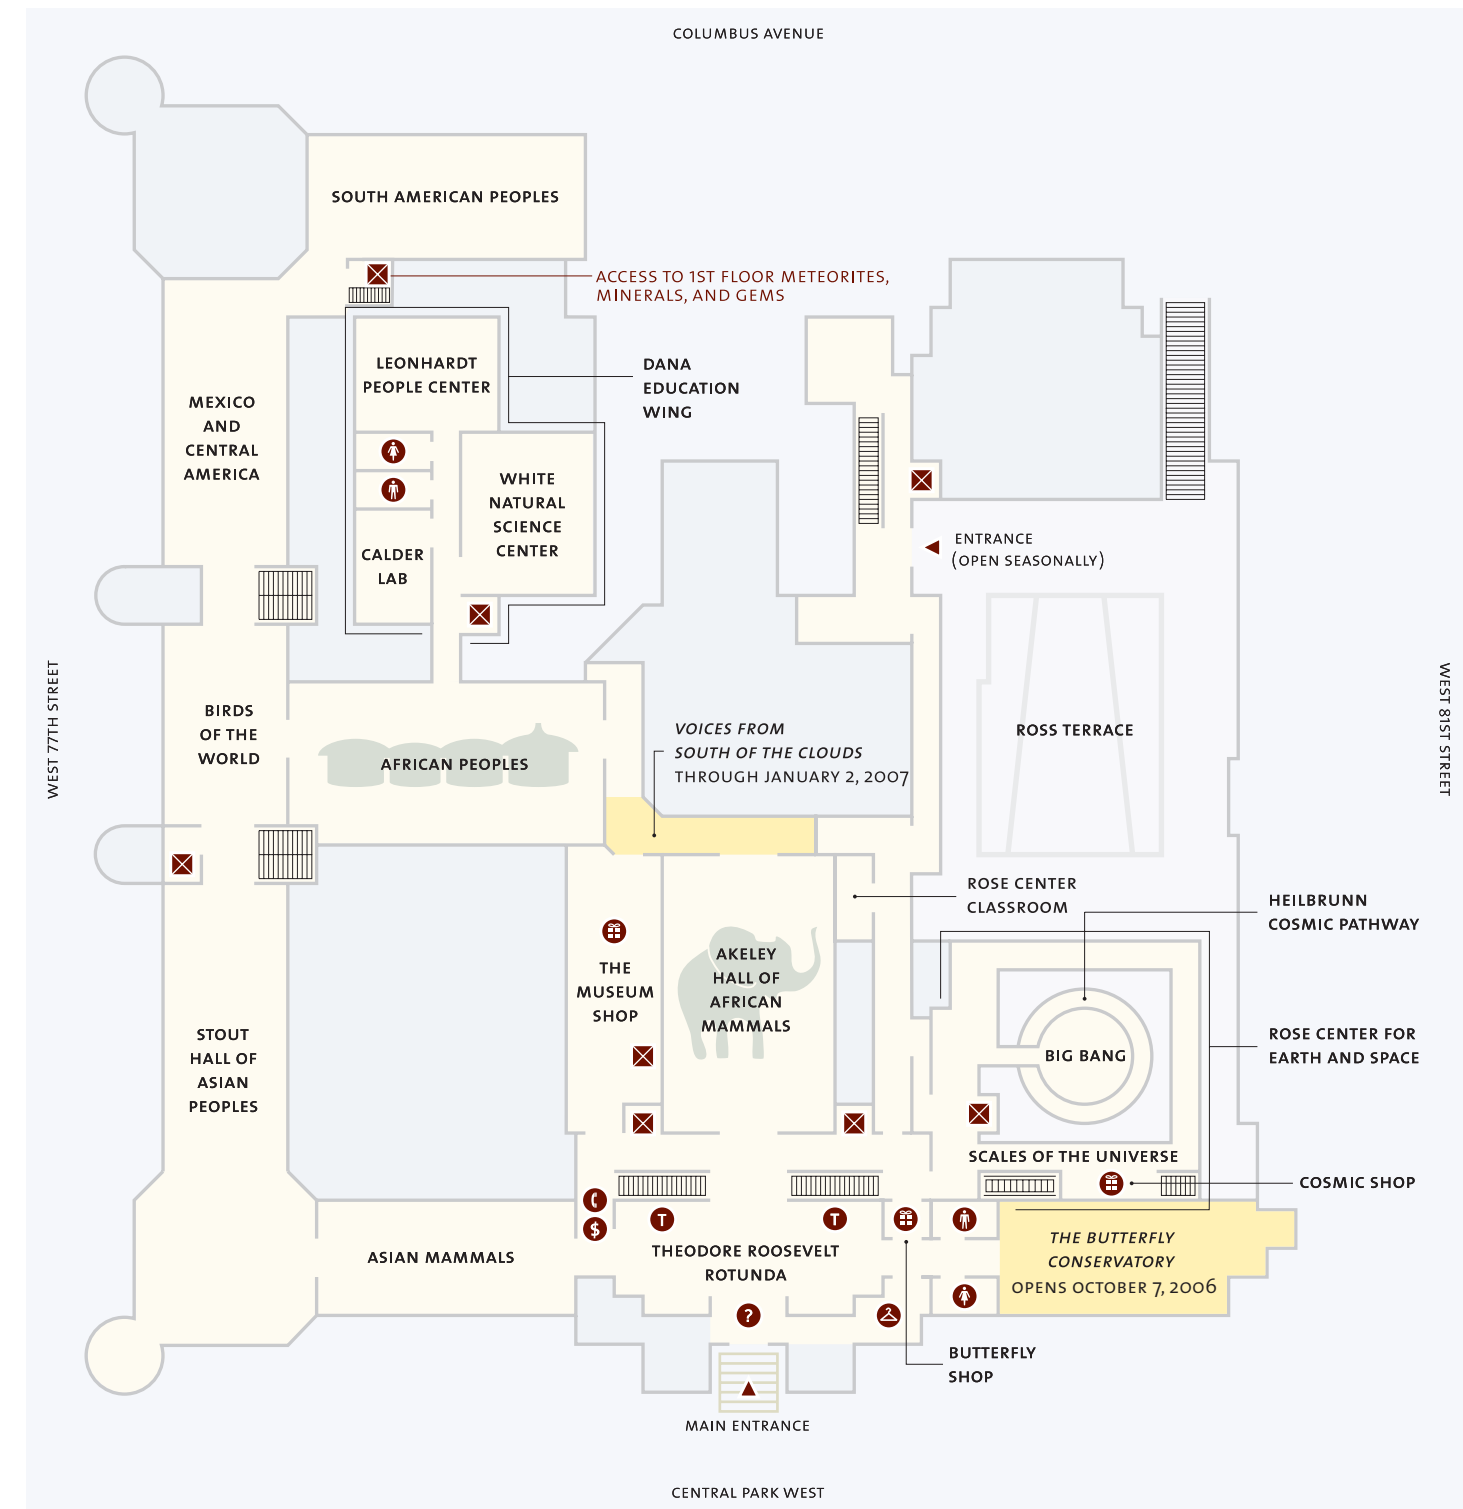 COLUMBUS AVENUE
SOUTH AMERICAN PEOPLES
ACCESS TO 1ST FLOOR METEORITES,
MINERALS, AND GEMS
LEONHARDT
PEOPLE CENTER
DANA
EDUCATION
WING
MEXICO
AND
CENTRAL
AMERICA
WHITE
NATURAL
SCIENCE
CENTER
CALDER
LAB
ENTRANCE
(OPEN SEASONALLY)
WEST 77TH STREET
WEST 81ST STREET
BIRDS
OF THE
WORLD
AFRICAN PEOPLES
VOICES FROM
SOUTH OF THE CLOUDS
THROUGH JANUARY 2, 2007
ROSS TERRACE
ROSE CENTER
CLASSROOM
HEILBRUNN
COSMIC PATHWAY
THE
MUSEUM
SHOP
AKELEY
HALL OF
AFRICAN
MAMMALS
STOUT
HALL OF
ASIAN
PEOPLES
BIG BANG
ROSE CENTER FOR
EARTH AND SPACE
SCALES OF THE UNIVERSE
COSMIC SHOP
$
T
T
ASIAN MAMMALS
THEODORE ROOSEVELT
ROTUNDA
THE BUTTERFLY
CONSERVATORY
OPENS OCTOBER 7, 2006
?
BUTTERFLY
SHOP
MAIN ENTRANCE
CENTRAL PARK WEST